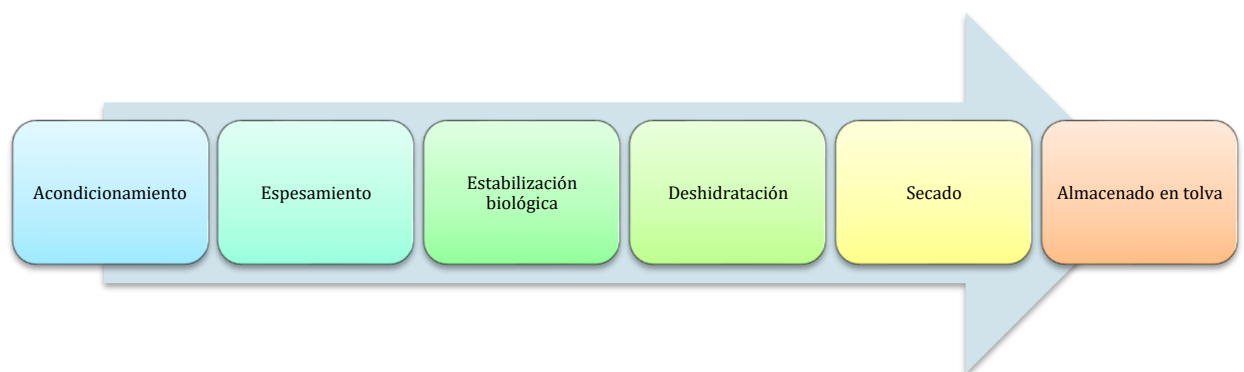 Acondicionamiento
Espesamiento
Estabilización
biológica
Deshidratación
Secado
Almacenado en tolva